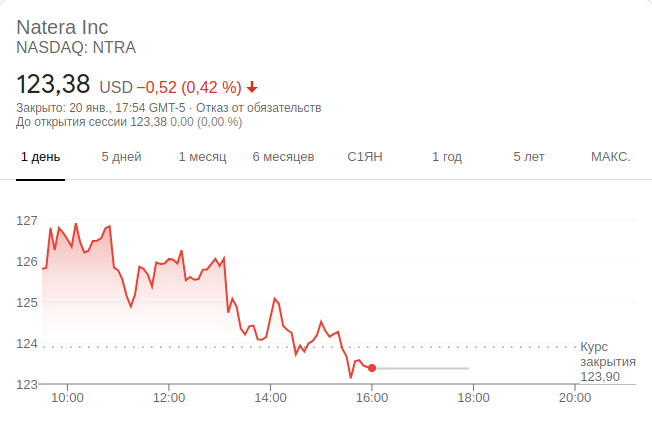 Natera Inc
NASDAQ: NTRA
123,38 USD −0,52 (0,42 %)
Закрыто: 20 янв., 17:54 GMT-5 · Отказ от обязательств
До открытия сессии 123,38 0,00 (0,00 %)
1 день 5 дней 1 месяц 6 месяцев С1ЯН 1 год 5 лет МАКС.
127
126
125
124
123
Курс
закрытия
123,90
10:00 12:00 14:00 16:00 18:00 20:00